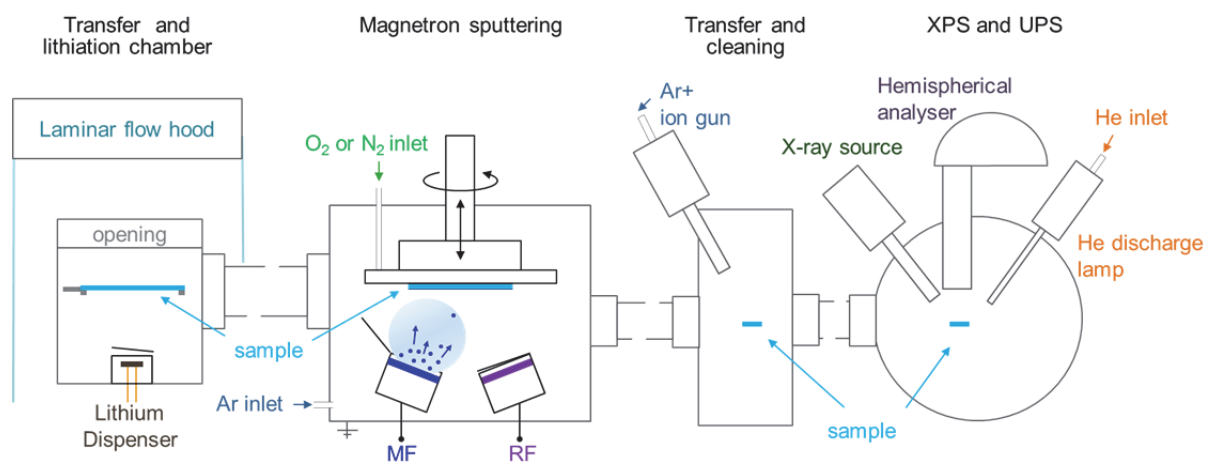 Transfer and
lithiation chamber
Magnetron sputtering
Transfer and
cleaning
XPS and UPS
Laminar flow hood
opening
sample
Lithium
Dispenser
O₂ or N₂ inlet
Ar inlet
MF
RF
Ar+
ion gun
Hemispherical
analyser
X-ray source
He inlet
He discharge
lamp
sample